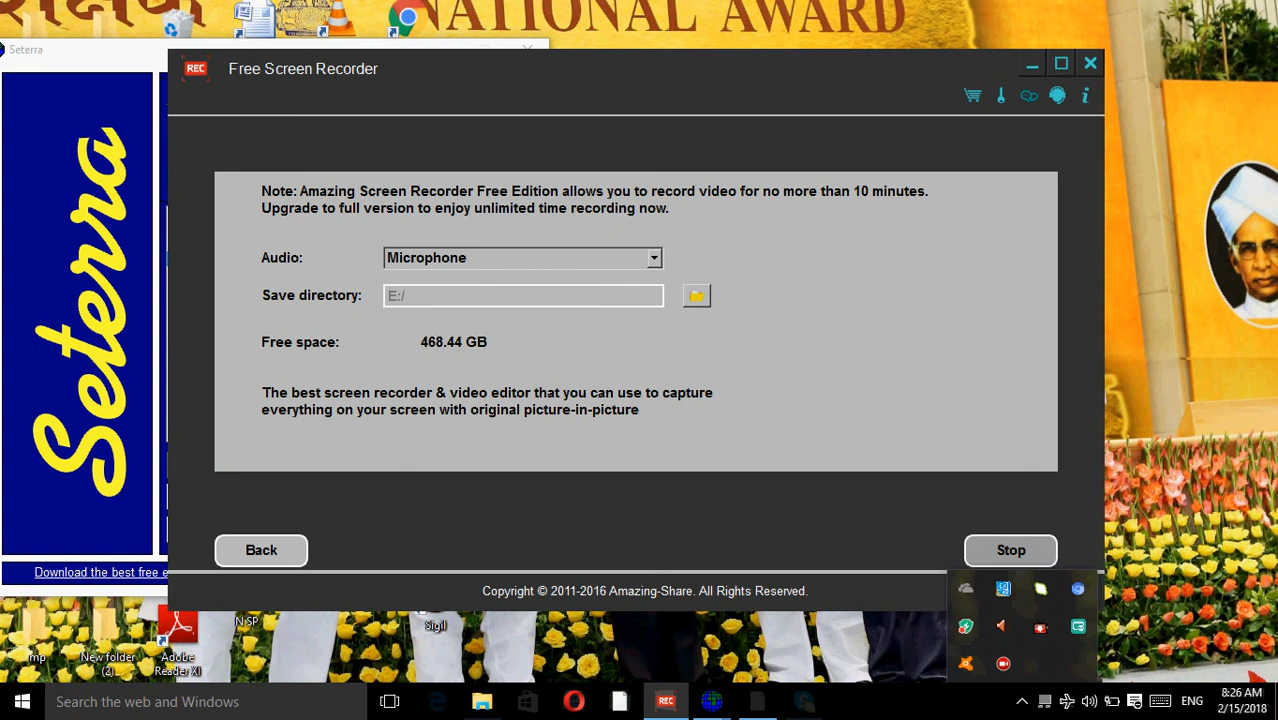 शिक्षण
NATIONAL AWARD
Seterra
REC
Free Screen Recorder
Seterra
Note: Amazing Screen Recorder Free Edition allows you to record video for no more than 10 minutes.
Upgrade to full version to enjoy unlimited time recording now.
Audio:
Microphone
Save directory:
E:/
Free space:
468.44 GB
The best screen recorder & video editor that you can use to capture
everything on your screen with original picture-in-picture
Back
Stop
Download the best free
Copyright © 2011-2016 Amazing-Share. All Rights Reserved.
Sigil
New folder
(2)
Adobe
Reader XI
Search the web and Windows
REC
ENG
8:26 AM
2/15/2018